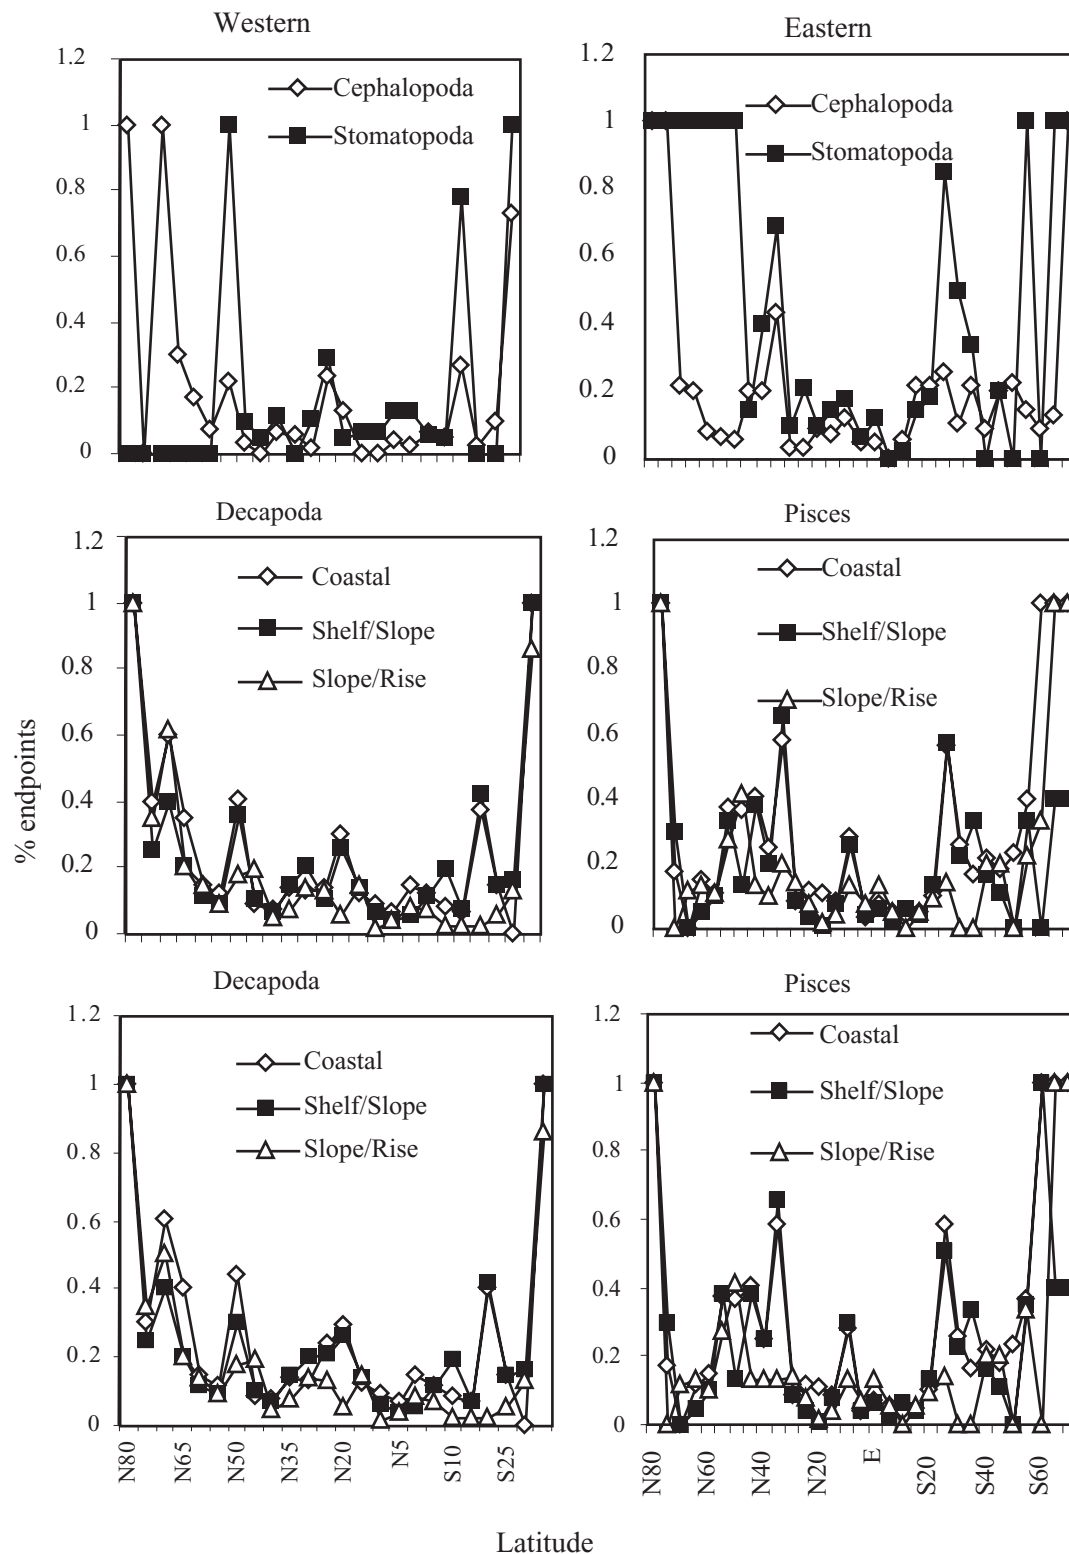 Western
1.2
1
0.8
0.6
0.4
0.2
0
Cephalopoda
Stomatopoda
Eastern
1.2
1
0.8
0.6
0.4
0.2
0
Cephalopoda
Stomatopoda
Decapoda
1.2
1
0.8
0.6
0.4
0.2
0
Coastal
Shelf/Slope
Slope/Rise
Pisces
1.2
1
0.8
0.6
0.4
0.2
0
Coastal
Shelf/Slope
Slope/Rise
% endpoints
Decapoda
1.2
1
0.8
0.6
0.4
0.2
0
Coastal
Shelf/Slope
Slope/Rise
N80
N65
N50
N35
N20
N5
S10
S25
Pisces
1.2
1
0.8
0.6
0.4
0.2
0
Coastal
Shelf/Slope
Slope/Rise
N80
N60
N40
N20
E
S20
S40
S60
Latitude